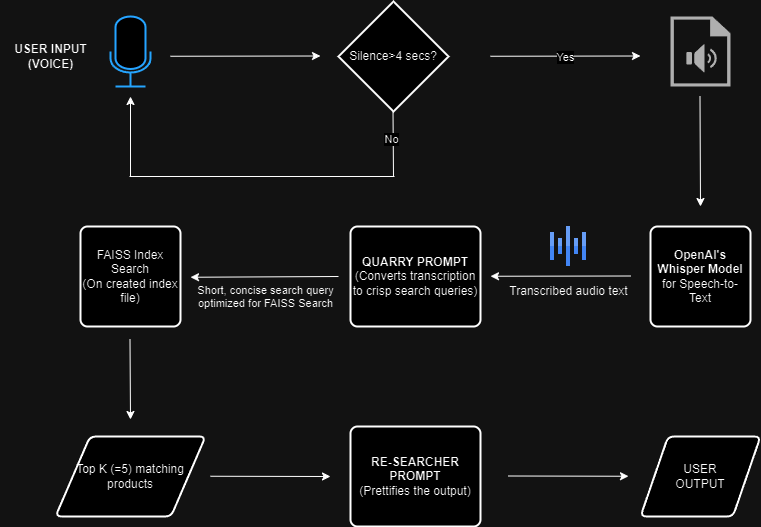 USER INPUT
(VOICE)
Silence>4 secs?
Yes
No
OpenAI's
Whisper Model
for Speech-to-
Text
Transcribed audio text
QUARRY PROMPT
(Converts transcription
to crisp search queries)
Short, concise search query
optimized for FAISS Search
FAISS Index
Search
(On created index
file)
Top K (=5) matching
products
RE-SEARCHER
PROMPT
(Prettifies the output)
USER
OUTPUT